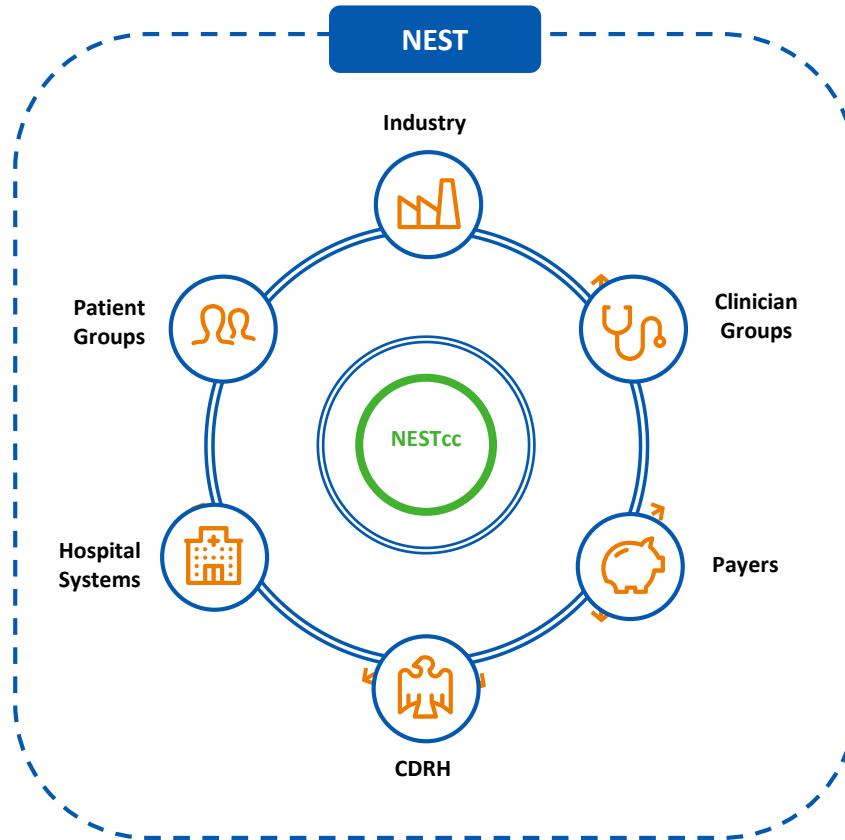 NEST
Industry
Clinician
Groups
Patient
Groups
NESTcc
Hospital
Systems
Payers
CDRH